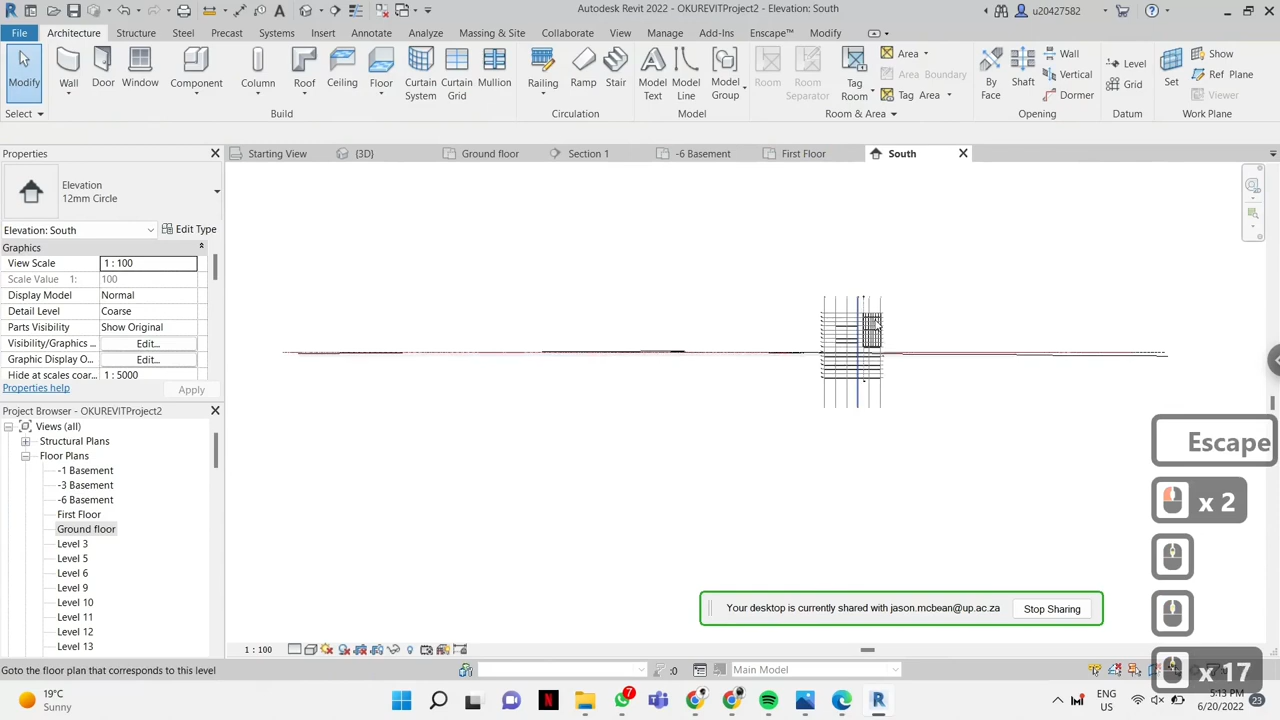 Autodesk Revit 2022 - OKUREVITProject2 - Elevation: South
u20427582
File Architecture Structure Steel Precast Systems Insert Annotate Analyze Massing & Site Collaborate View Manage Add-Ins Enscape™ Modify
Modify Wall Door Window Component Column Roof Ceiling Floor Curtain System Curtain Grid Mullion Railing Ramp Stair Model Text Model Line Model Group Room Room Separator Tag Room Area Area Boundary Tag Area By Face Shaft Wall Vertical Dormer Level Grid Set Show Ref Plane Viewer
Select Build Circulation Model Room & Area Opening Datum Work Plane
Properties
Starting View {3D} Ground floor Section 1 -6 Basement First Floor South
Elevation
12mm Circle
Elevation: South Edit Type
Graphics
View Scale 1 : 100
Scale Value 1: 100
Display Model Normal
Detail Level Coarse
Parts Visibility Show Original
Visibility/Graphics ... Edit...
Graphic Display O... Edit...
Hide at scales coar... 1 : 5000
Properties help Apply
Project Browser - OKUREVITProject2
Views (all)
Structural Plans
Floor Plans
-1 Basement
-3 Basement
-6 Basement
First Floor
Ground floor
Level 3
Level 5
Level 6
Level 9
Level 10
Level 11
Level 12
Level 13
Escape
x 2
x 17
Your desktop is currently shared with jason.mcbean@up.ac.za Stop Sharing
1 : 100
Goto the floor plan that corresponds to this level
:0 Main Model
19°C
Sunny
7
ENG
US
5:13 PM
6/20/2022
23